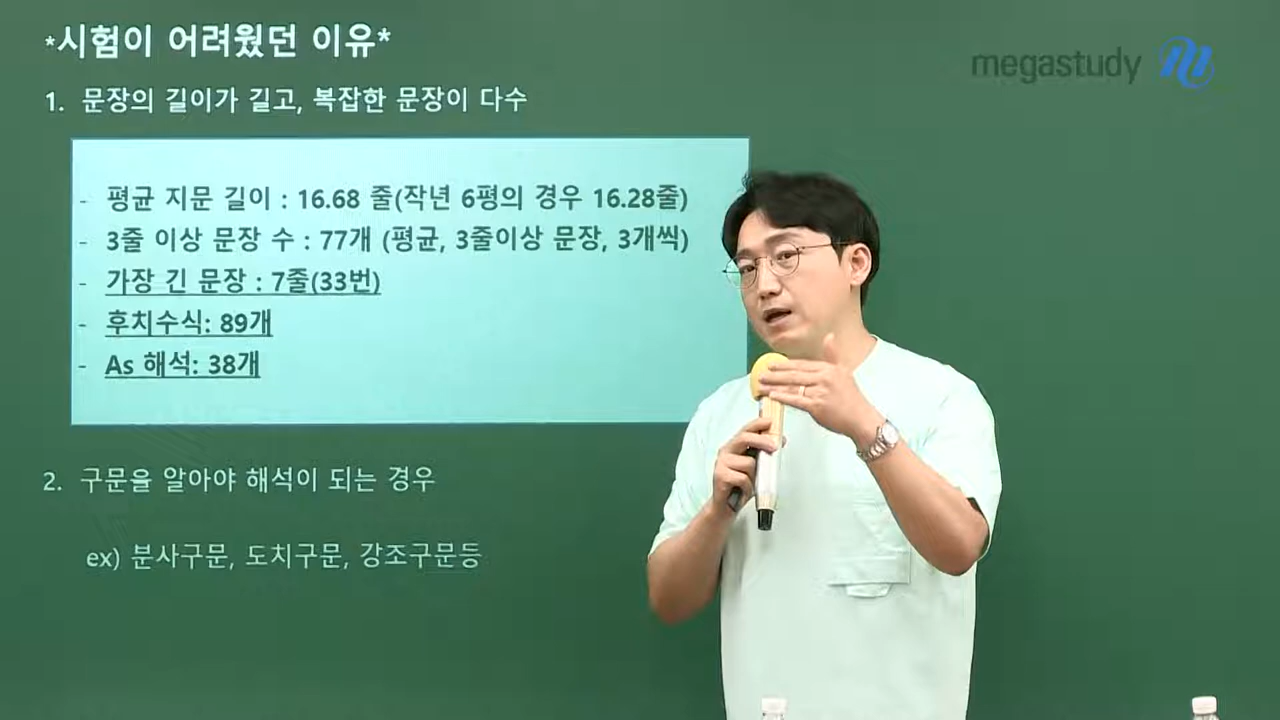 *시험이 어려웠던 이유*
megastudy
1. 문장의 길이가 길고, 복잡한 문장이 다수
- 평균 지문 길이 : 16.68 줄(작년 6평의 경우 16.28줄)
- 3줄 이상 문장 수 : 77개 (평균, 3줄이상 문장, 3개씩)
- 가장 긴 문장 : 7줄(33번)
- 후치수식: 89개
- As 해석: 38개
2. 구문을 알아야 해석이 되는 경우
ex) 분사구문, 도치구문, 강조구문등